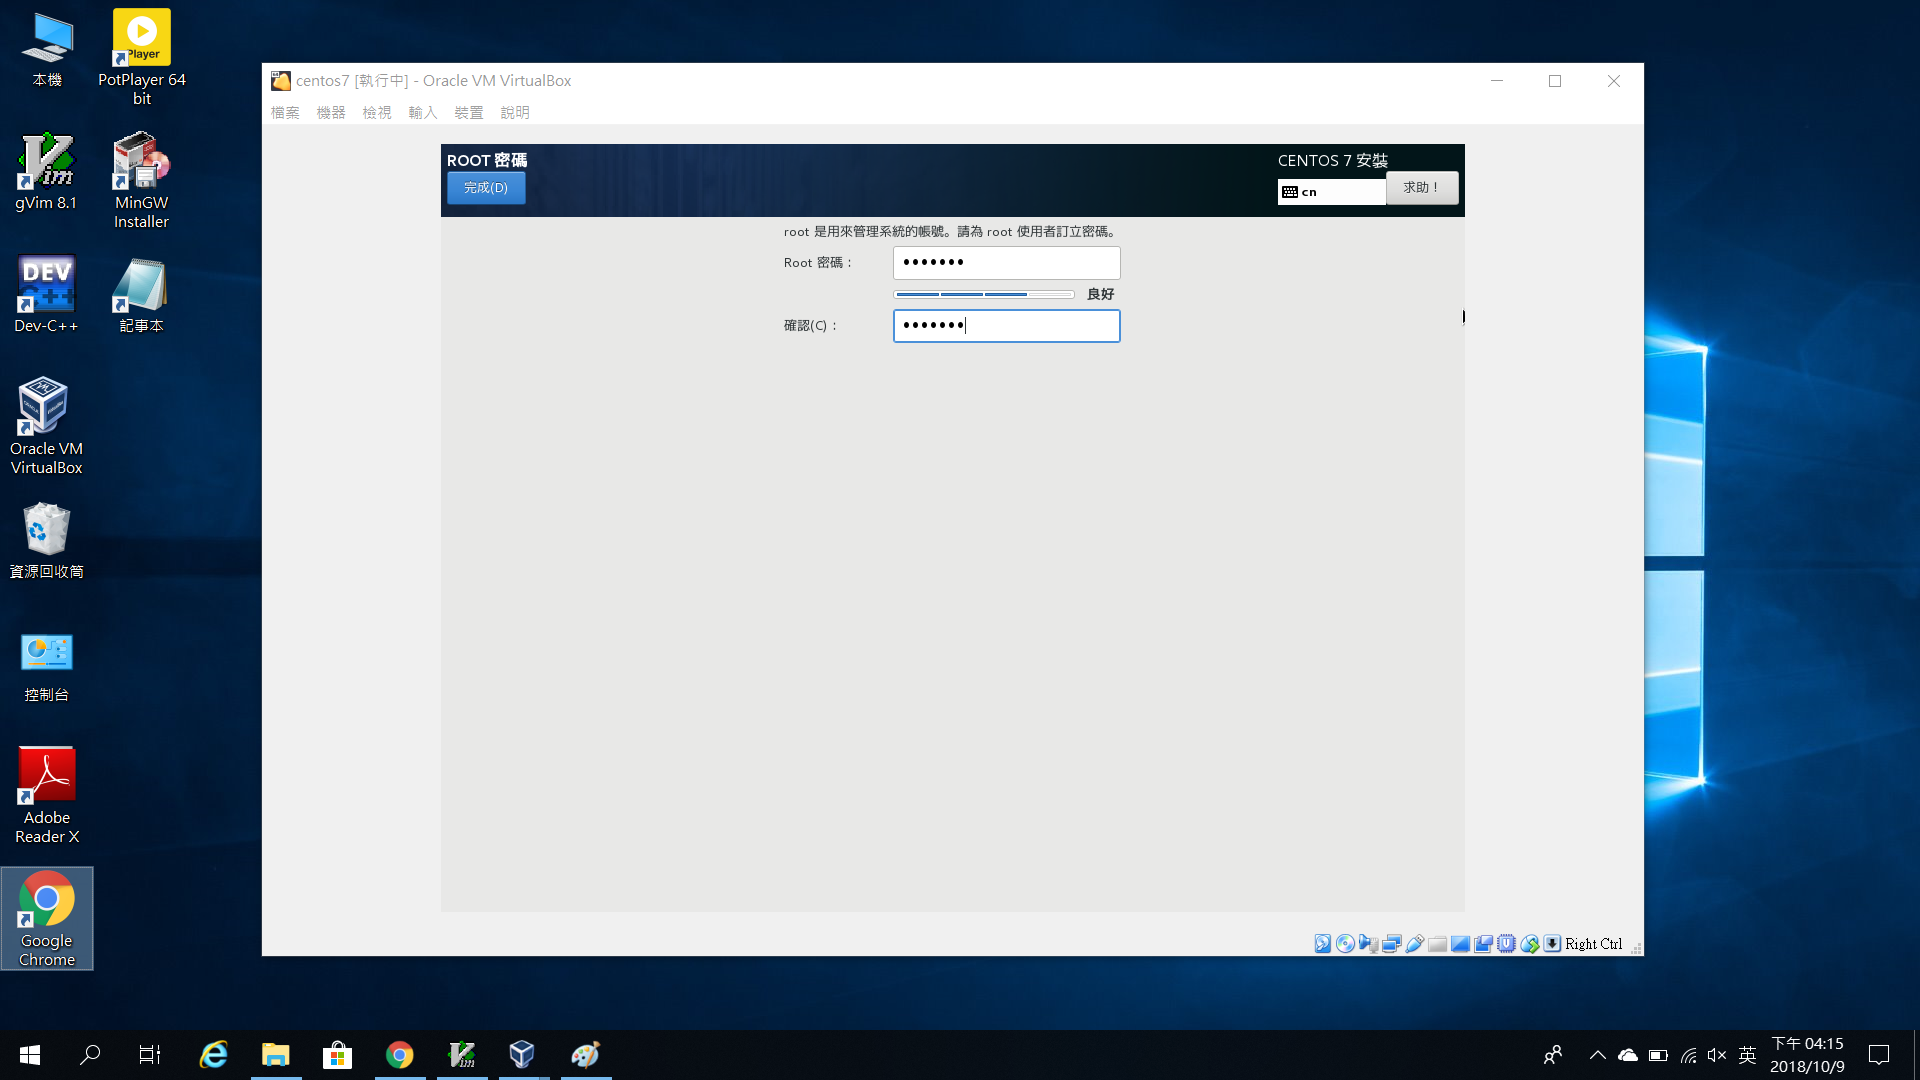 本機
PotPlayer 64
bit
gVim 8.1
MinGW
Installer
Dev-C++
記事本
Oracle VM
VirtualBox
資源回收筒
控制台
Adobe
Reader X
Google
Chrome
centos7 [執行中] - Oracle VM VirtualBox
檔案 機器 檢視 輸入 裝置 說明
ROOT 密碼
完成(D)
CENTOS 7 安裝
cn
求助！
root 是用來管理系統的帳號。請為 root 使用者訂立密碼。
Root 密碼：
●●●●●●●
良好
確認(C)：
●●●●●●●
Right Ctrl
英
下午 04:15
2018/10/9